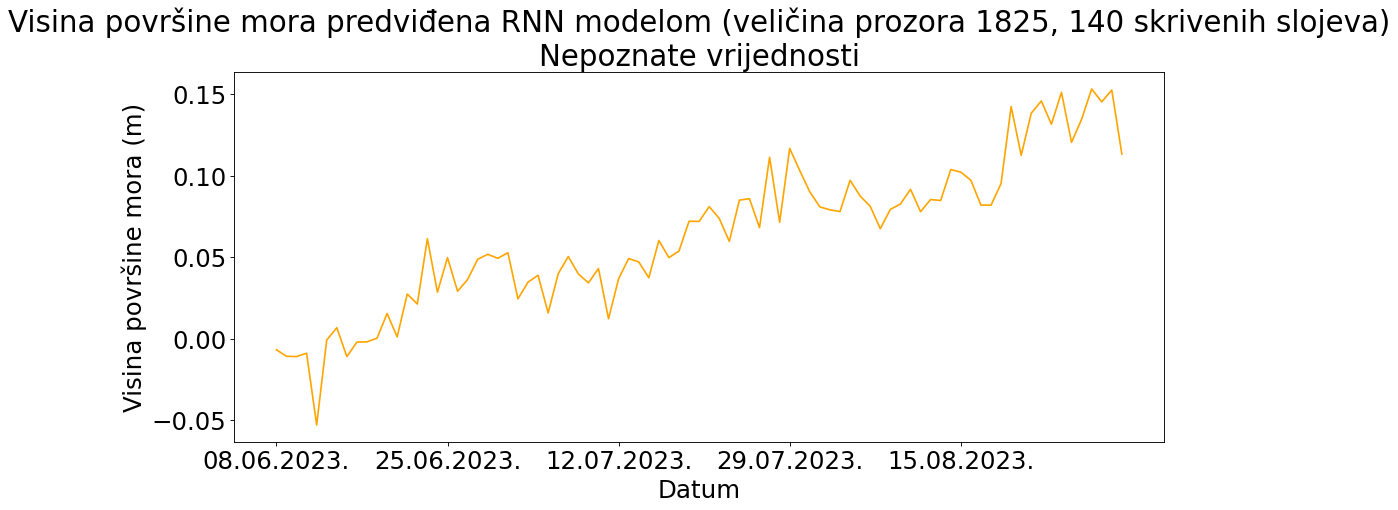 Visina površine mora predviđena RNN modelom (veličina prozora 1825, 140 skrivenih slojeva)
Nepoznate vrijednosti
Visina površine mora (m)
0.15
0.10
0.05
0.00
−0.05
08.06.2023. 25.06.2023. 12.07.2023. 29.07.2023. 15.08.2023.
Datum